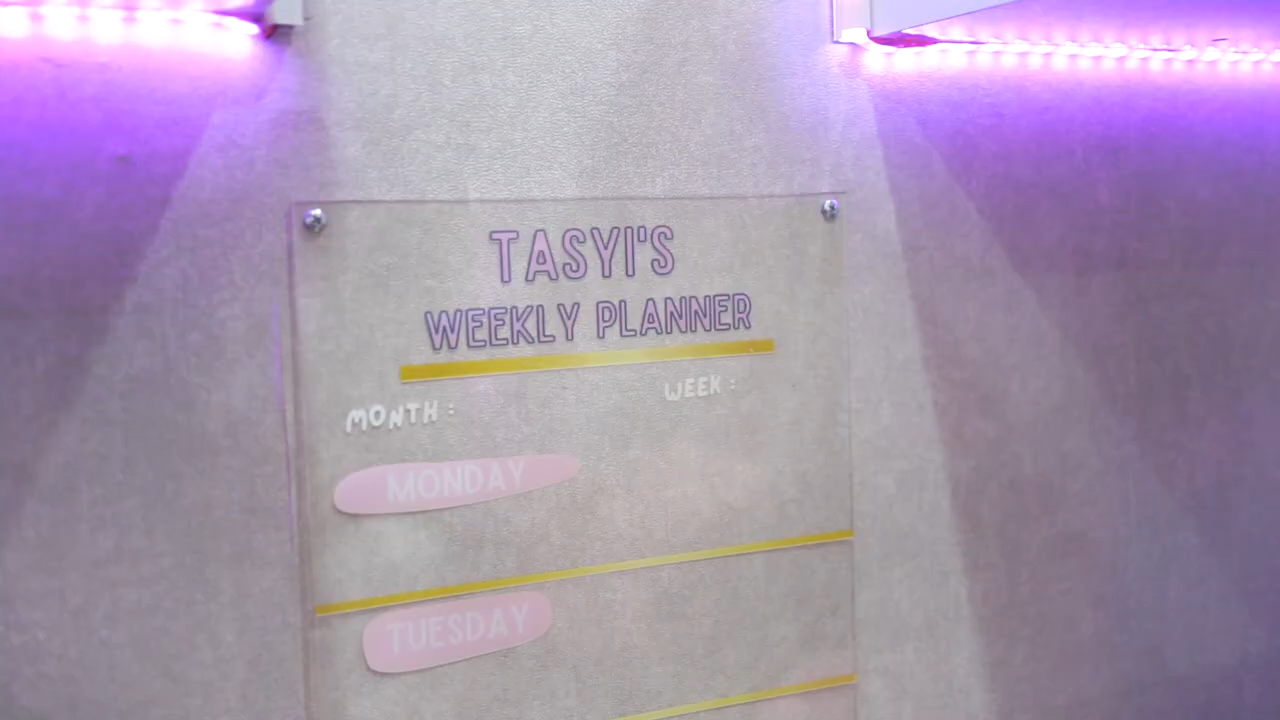 TASYI'S
WEEKLY PLANNER
MONTH :
WEEK :
MONDAY
TUESDAY